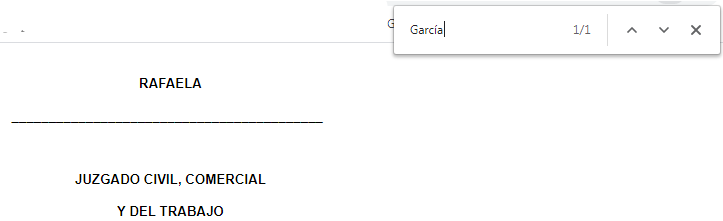 G
García 1/1
RAFAELA
JUZGADO CIVIL, COMERCIAL
Y DEL TRABAJO